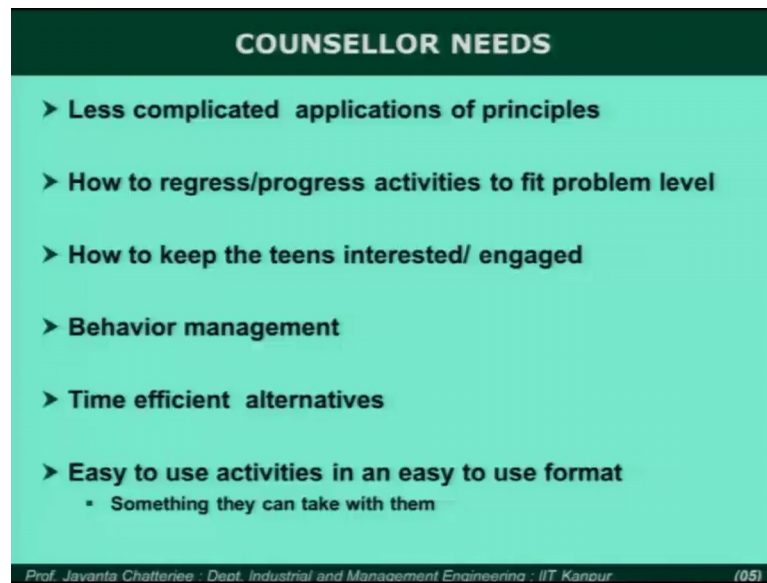 COUNSELLOR NEEDS
➤ Less complicated applications of principles
➤ How to regress/progress activities to fit problem level
➤ How to keep the teens interested/ engaged
➤ Behavior management
➤ Time efficient alternatives
➤ Easy to use activities in an easy to use format
▪ Something they can take with them
Prof. Jayanta Chatterjee : Dept. Industrial and Management Engineering : IIT Kanpur (05)